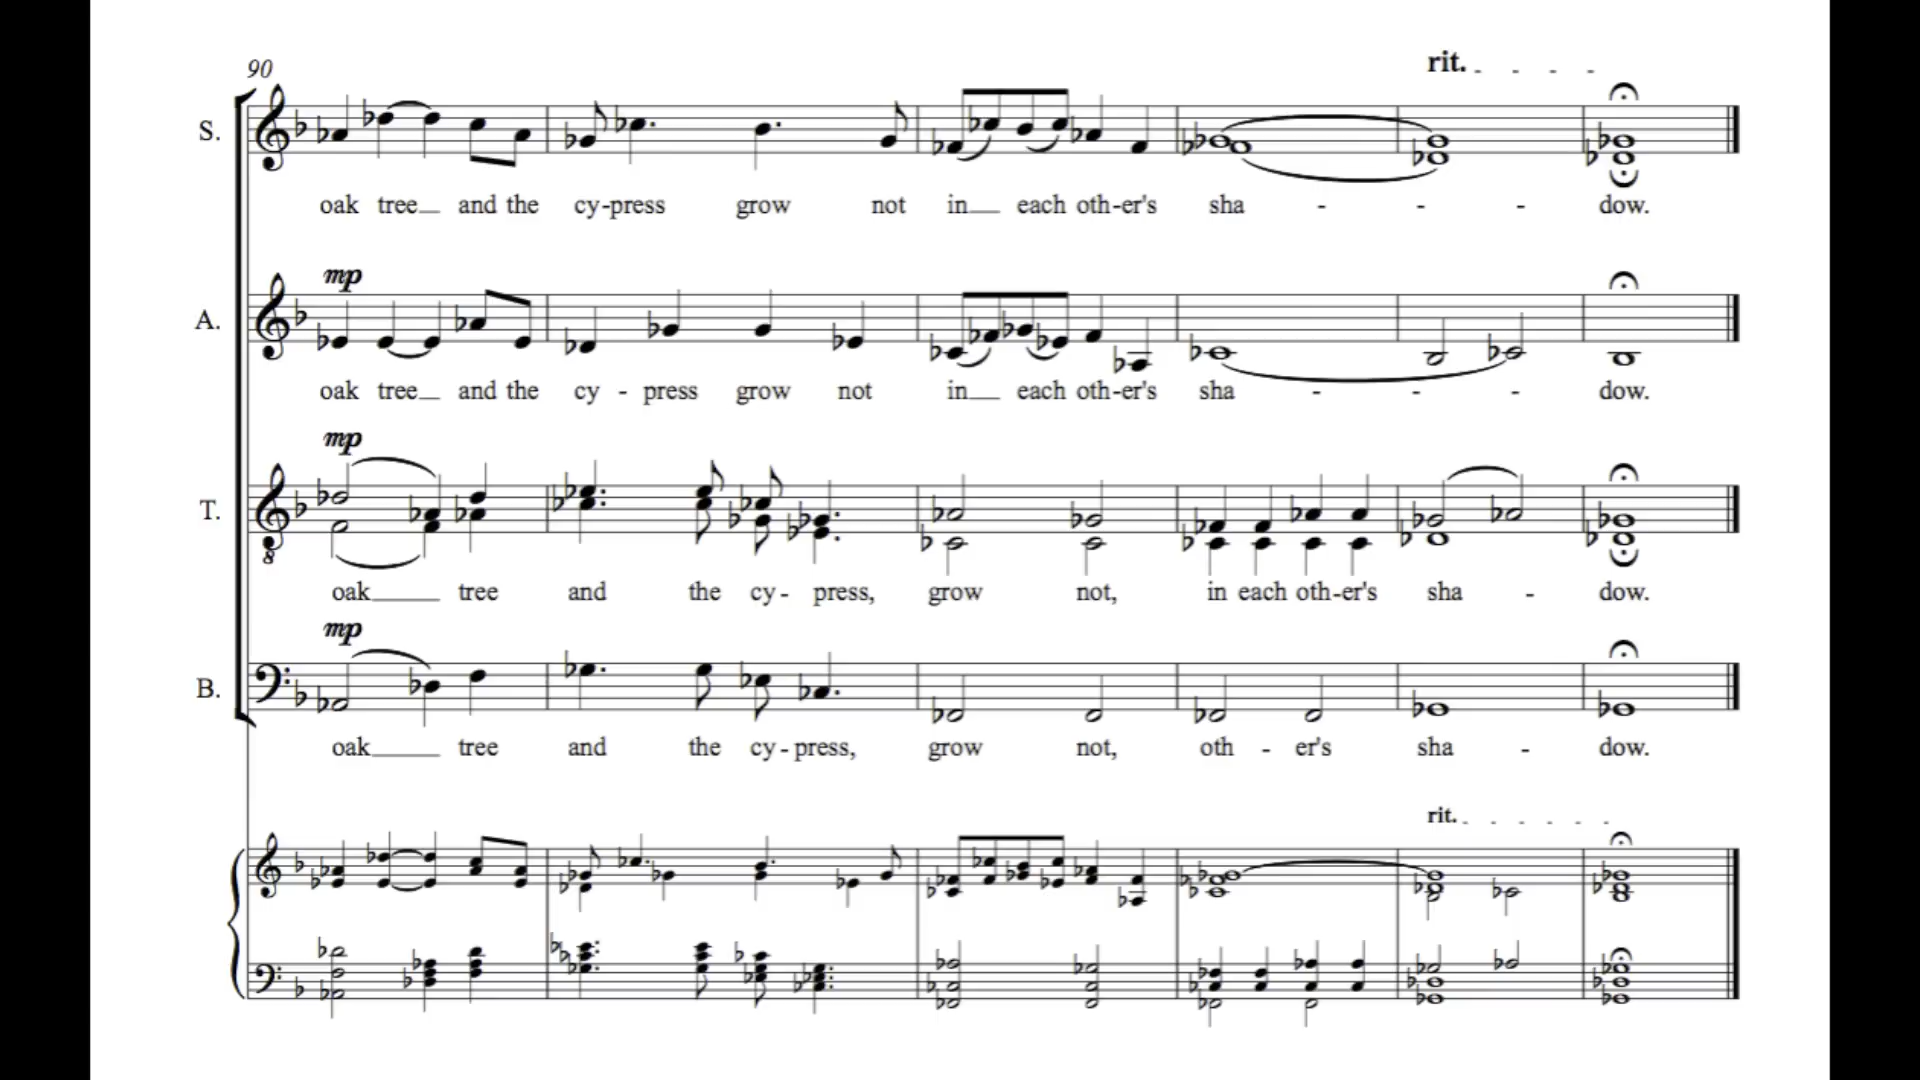 90
rit.
S.
oak tree and the cy-press grow not in each oth-er's sha - - - dow.
mp
A.
oak tree and the cy - press grow not in each oth-er's sha - - - dow.
mp
T.
8
oak tree and the cy - press, grow not, in each oth-er's sha - dow.
mp
B.
oak tree and the cy - press, grow not, oth - er's sha - dow.
rit.